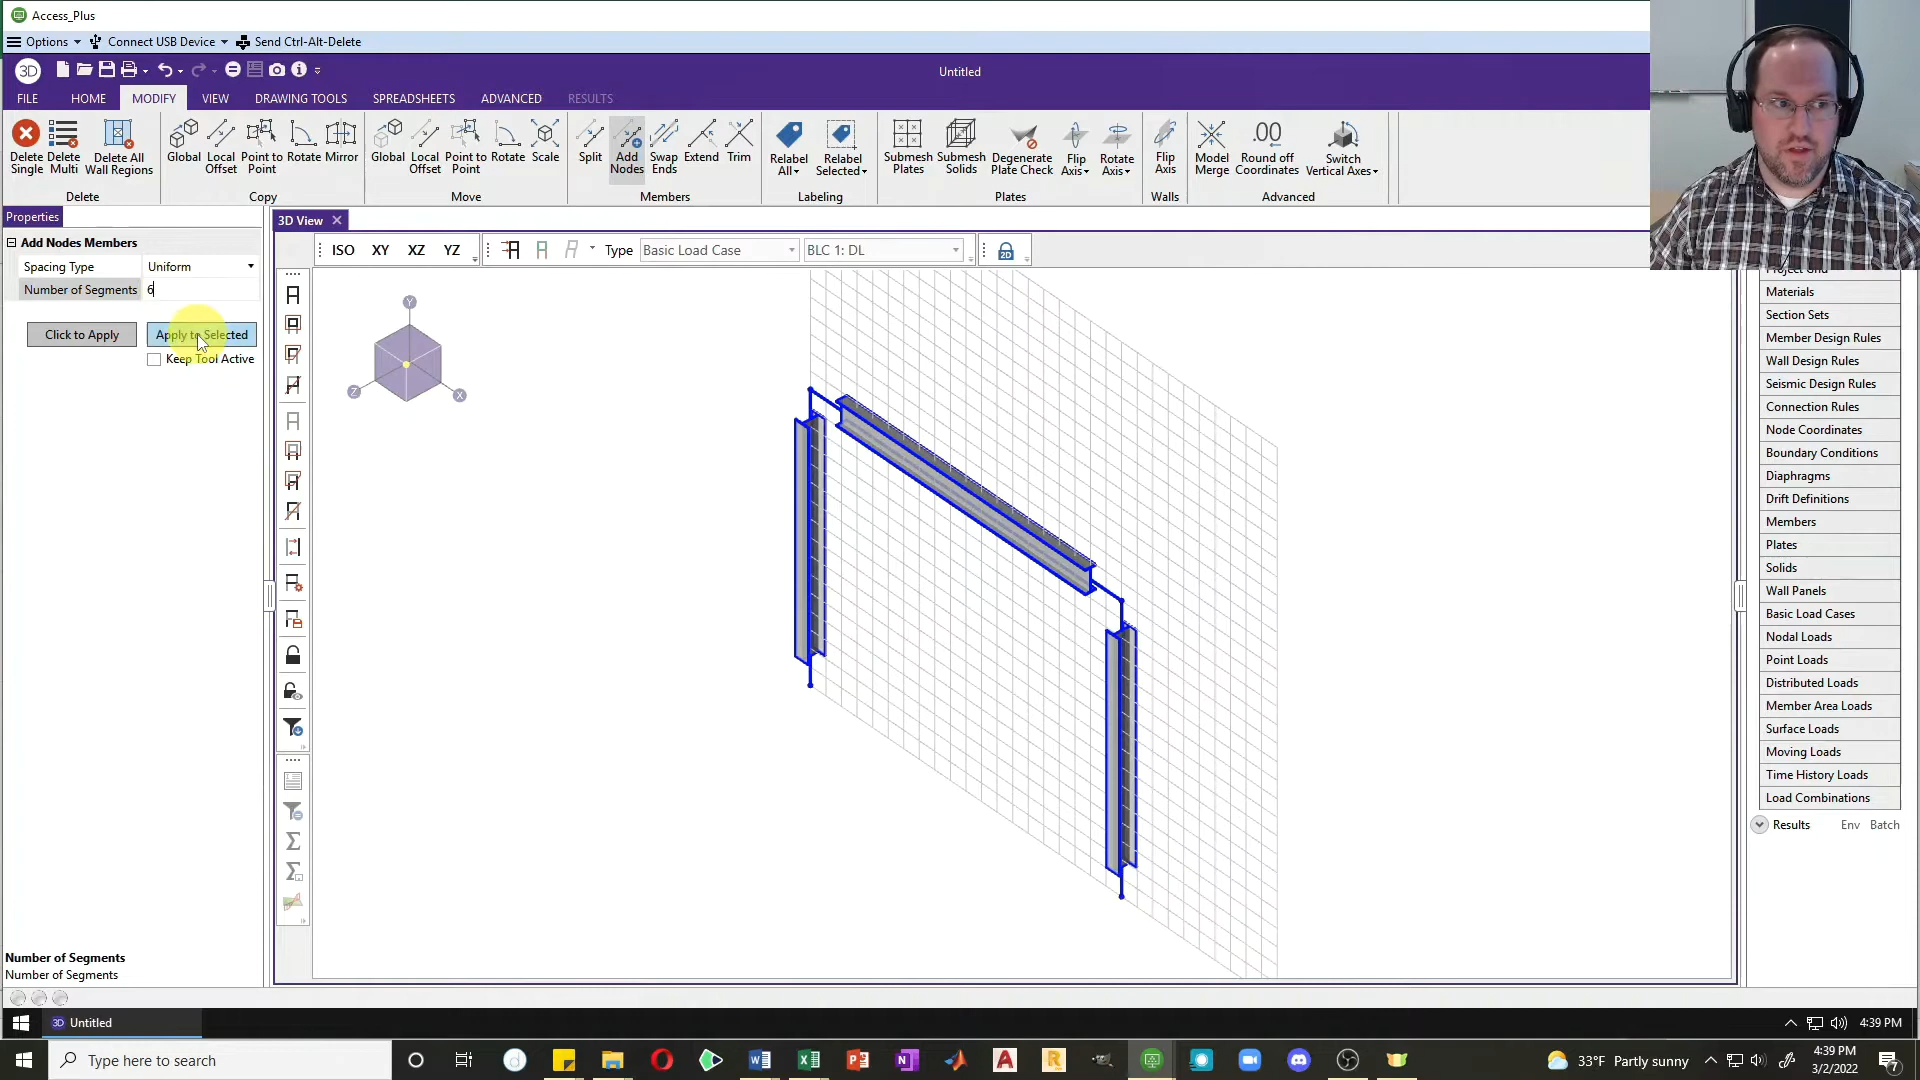 Access_Plus
Options Connect USB Device Send Ctrl-Alt-Delete
3D Untitled
FILE HOME MODIFY VIEW DRAWING TOOLS SPREADSHEETS ADVANCED RESULTS
Delete Single Delete Multi Delete All Wall Regions Global Local Offset Point to Point Rotate Mirror Global Local Offset Point to Point Rotate Scale Split Add Nodes Swap Ends Extend Trim Relabel All Relabel Selected Submesh Plates Submesh Solids Degenerate Plate Check Flip Axis Rotate Axis Flip Axis Model Merge .00 Round off Coordinates Switch Vertical Axes
Delete Copy Move Members Labeling Plates Walls Advanced
Properties
3D View
Add Nodes Members
ISO XY XZ YZ Type Basic Load Case BLC 1: DL 2D
Spacing Type Uniform
Number of Segments 6
Click to Apply Apply to Selected
Keep Tool Active
Y
Z
X
Materials
Section Sets
Member Design Rules
Wall Design Rules
Seismic Design Rules
Connection Rules
Node Coordinates
Boundary Conditions
Diaphragms
Drift Definitions
Members
Plates
Solids
Wall Panels
Basic Load Cases
Nodal Loads
Point Loads
Distributed Loads
Member Area Loads
Surface Loads
Moving Loads
Time History Loads
Load Combinations
Results Env Batch
Number of Segments
Number of Segments
3D Untitled 4:39 PM
Type here to search 33°F Partly sunny 4:39 PM
3/2/2022
7